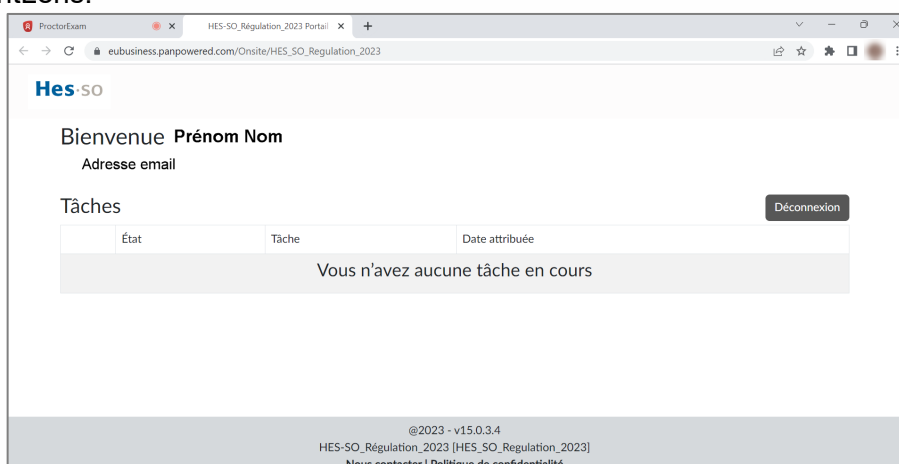 ProctorExam
HES-SO_Régulation_2023 Portail
eubusiness.panpowered.com/Onsite/HES_SO_Regulation_2023
Hes·so
Bienvenue Prénom Nom
Adresse email
Tâches
Déconnexion
État Tâche Date attribuée
Vous n’avez aucune tâche en cours
@2023 - v15.0.3.4
HES-SO_Régulation_2023 [HES_SO_Regulation_2023]
Nous contacter | Politique de confidentialité